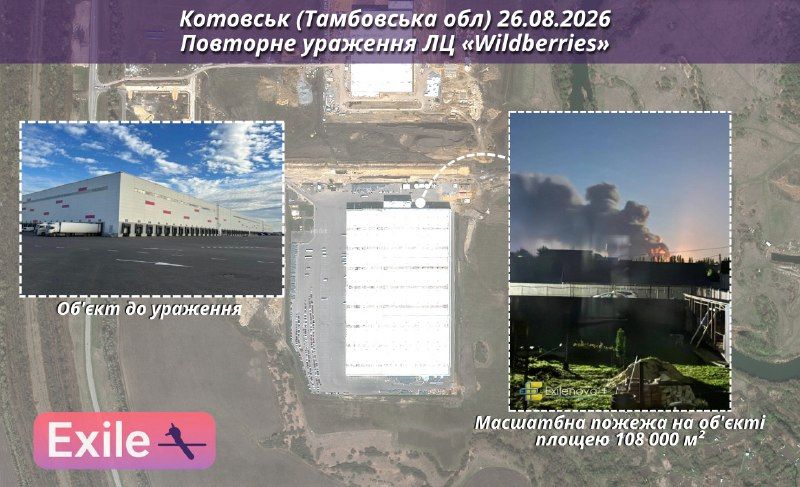 Котовськ (Тамбовська обл) 26.08.2026
Повторне ураження ЛЦ «Wildberries»
Об'єкт до ураження
Exilenova+
Масштабна пожежа на об'єкті
площею 108 000 м²
Exile